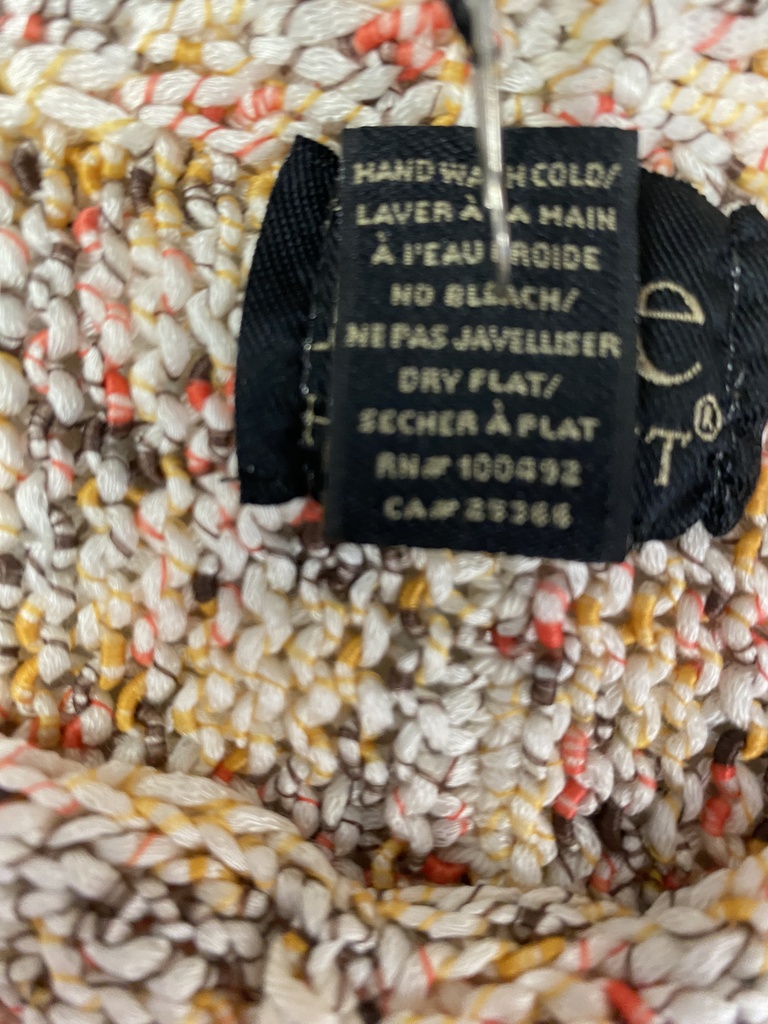 HAND WASH COLD/
LAVER À LA MAIN
À l'EAU FROIDE
NO BLEACH/
NE PAS JAVELLISER
DRY FLAT/
SECHER À PLAT
RN# 100492
CA# 25366
e
T®